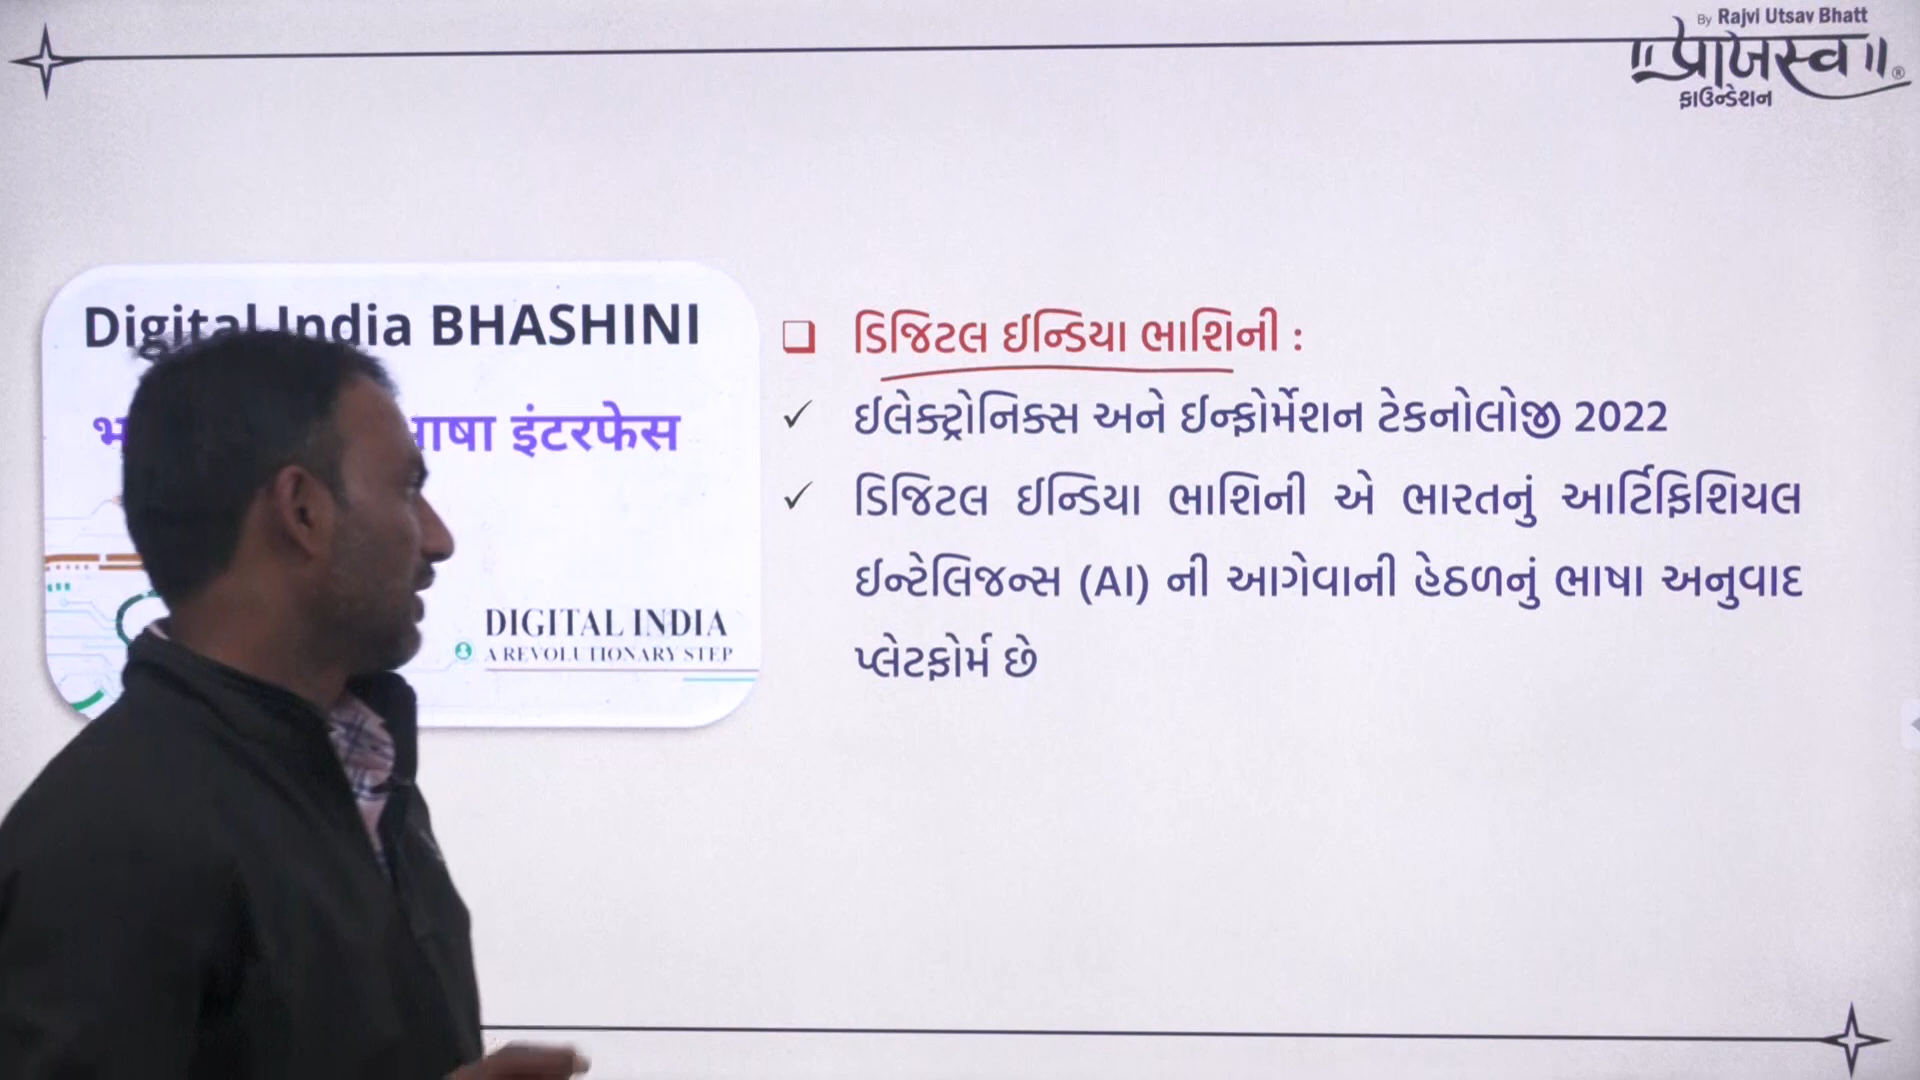 By Rajvi Utsav Bhatt
॥ પ્રાજસ્વ ॥ ®
ફાઉન્ડેશન
Digital India BHASHINI
भाषा इंटरफेस
DIGITAL INDIA
A REVOLUTIONARY STEP
ડિજિટલ ઈન્ડિયા ભાશિની :
ઈલેક્ટ્રોનિક્સ અને ઈન્ફોર્મેશન ટેકનોલોજી 2022
ડિજિટલ ઈન્ડિયા ભાશિની એ ભારતનું આર્ટિફિશિયલ
ઈન્ટેલિજન્સ (AI) ની આગેવાની હેઠળનું ભાષા અનુવાદ
પ્લેટફોર્મ છે